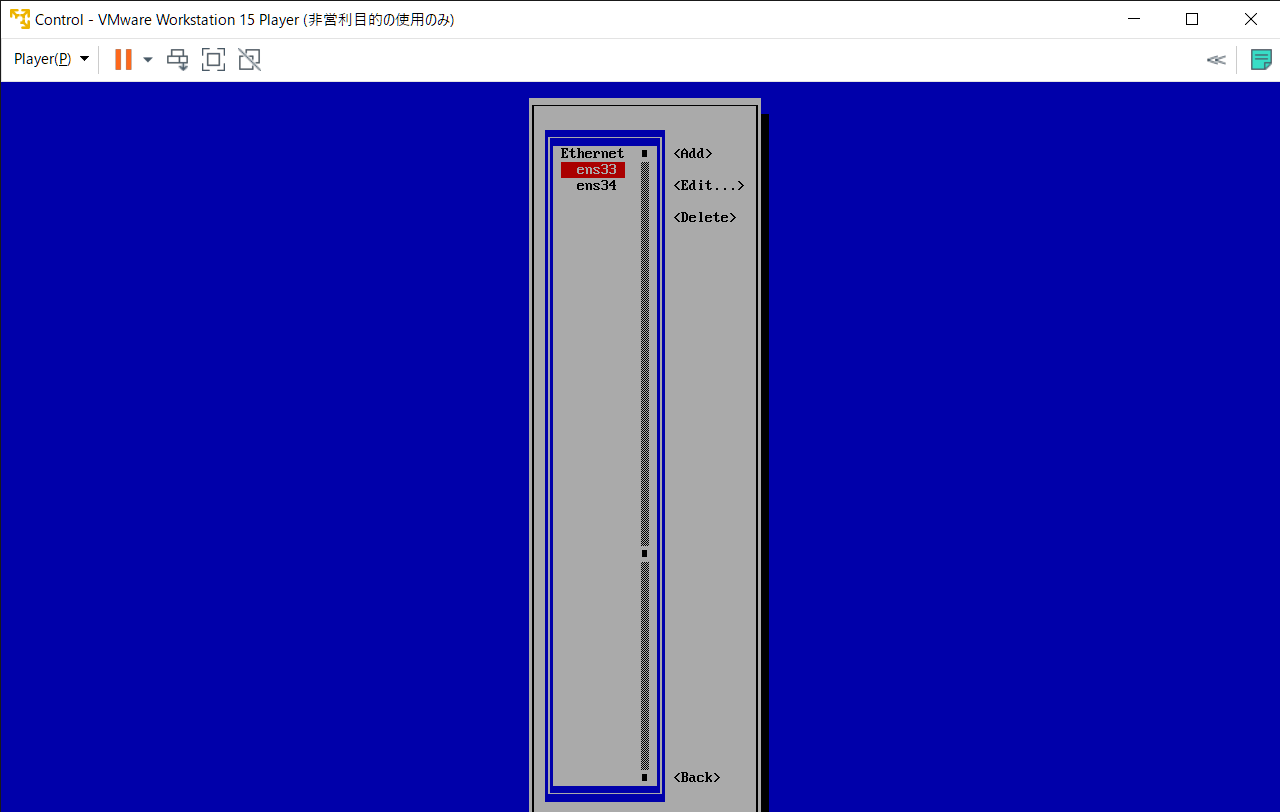 Control - VMware Workstation 15 Player (非営利目的の使用のみ)
Player(P)
Ethernet
ens33
ens34
<Add>
<Edit...>
<Delete>
<Back>